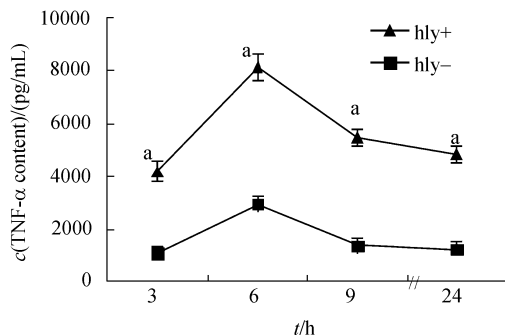 c(TNF-α content)/(pg/mL)
10000
8000
6000
4000
2000
0
a
a
a
a
hly+
hly−
3
6
9
24
t/h